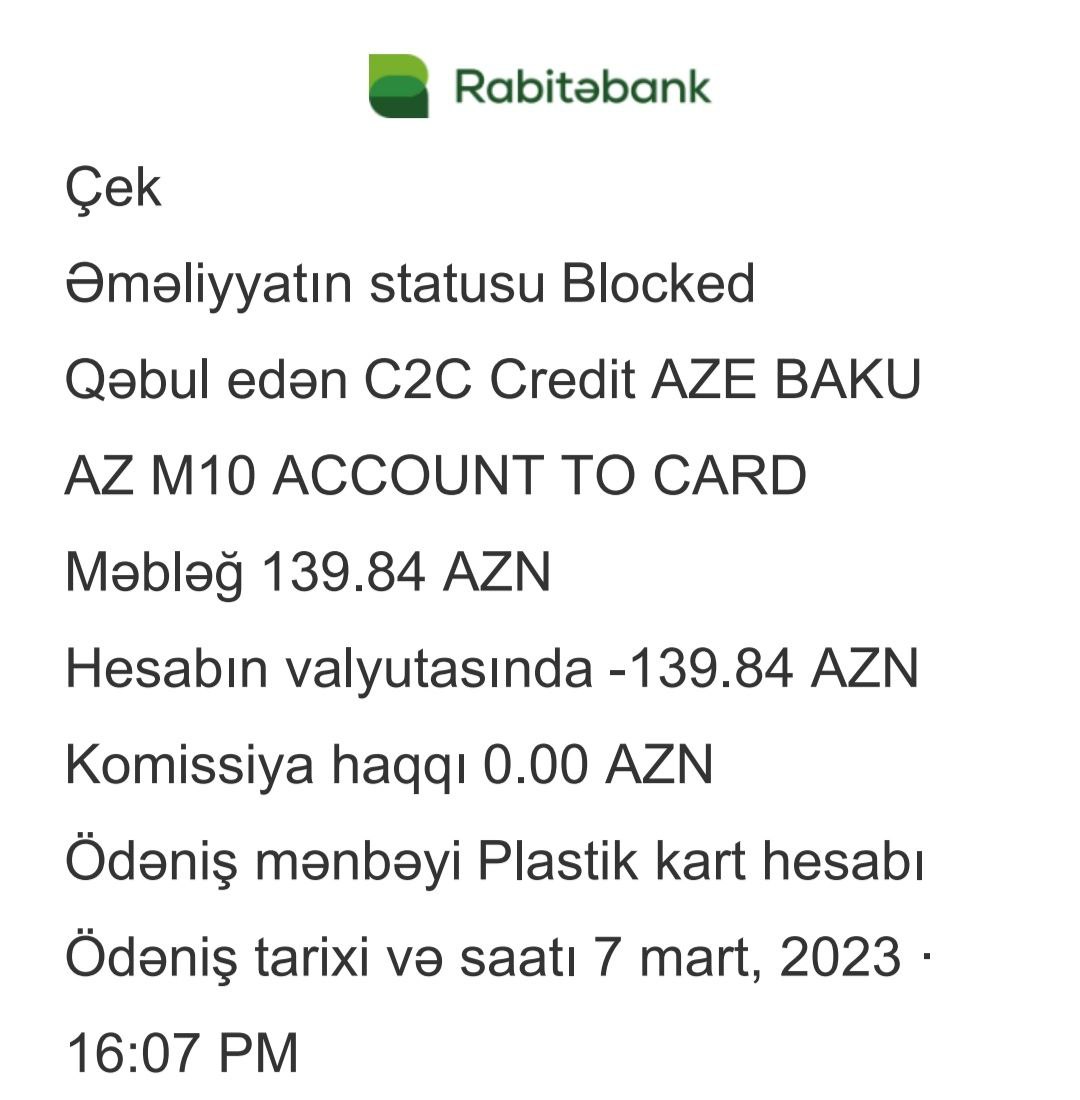 Rabitəbank
Çek
Əməliyyatın statusu Blocked
Qəbul edən C2C Credit AZE BAKU
AZ M10 ACCOUNT TO CARD
Məbləğ 139.84 AZN
Hesabın valyutasında -139.84 AZN
Komissiya haqqı 0.00 AZN
Ödəniş mənbəyi Plastik kart hesabı
Ödəniş tarixi və saatı 7 mart, 2023 ·
16:07 PM